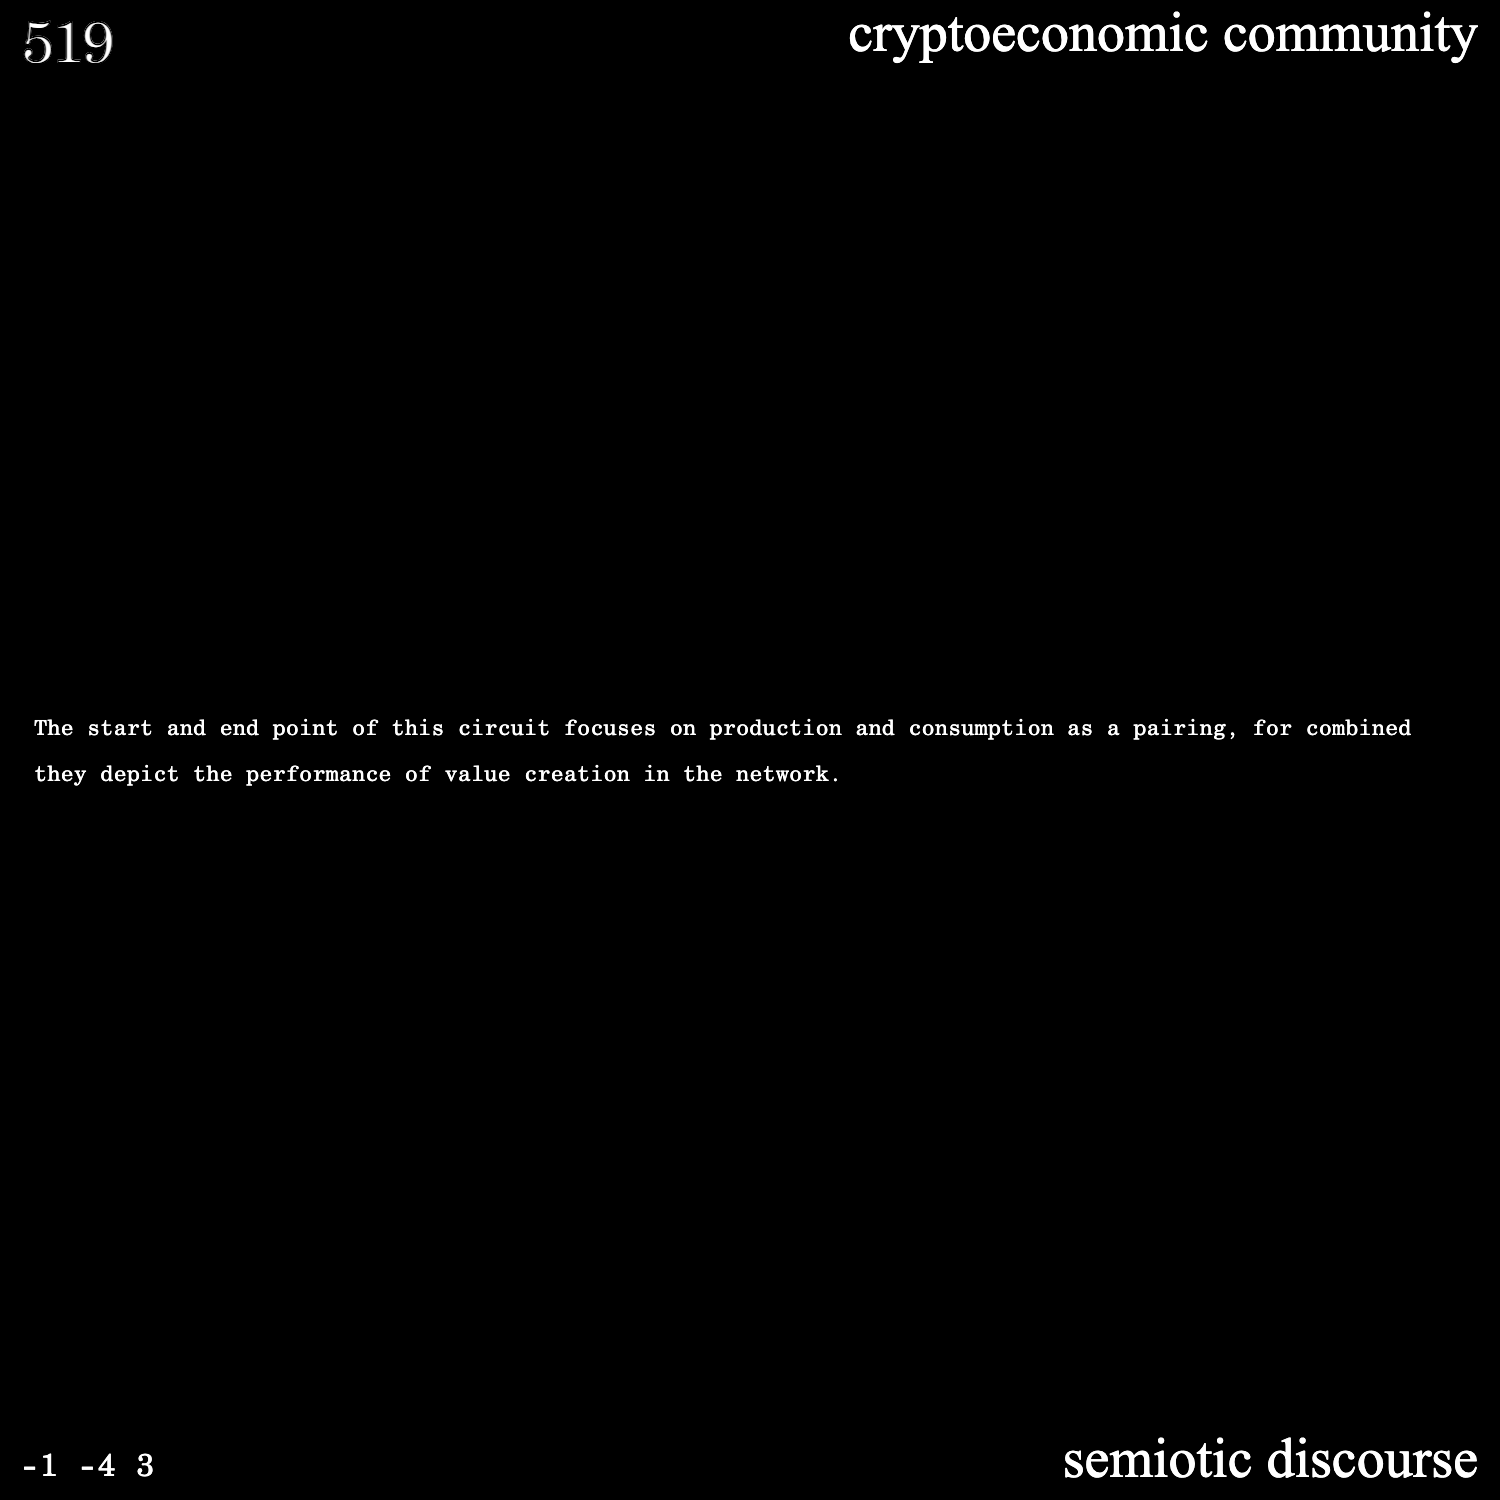 519
cryptoeconomic community
The start and end point of this circuit focuses on production and consumption as a pairing, for combined
they depict the performance of value creation in the network.
-1 -4 3
semiotic discourse